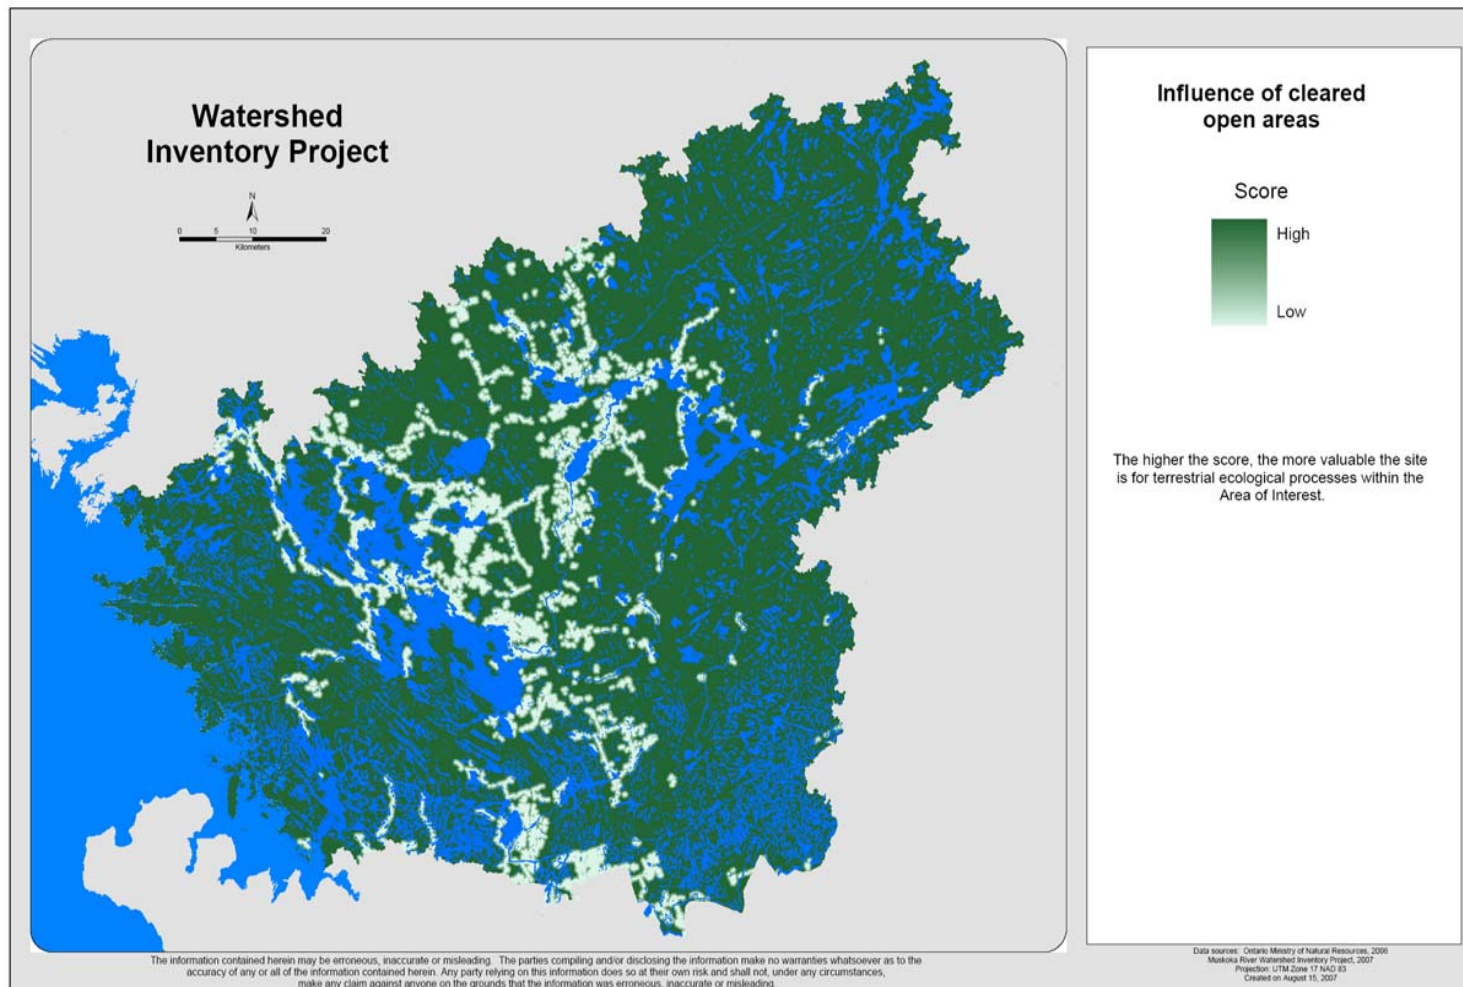 Watershed
Inventory Project
N
0 5 10 20
Kilometers
Influence of cleared
open areas
Score
High
Low
The higher the score, the more valuable the site
is for terrestrial ecological processes within the
Area of Interest.
The information contained herein may be erroneous, inaccurate or misleading. The parties compiling and/or disclosing the information make no warranties whatsoever as to the
accuracy of any or all of the information contained herein. Any party relying on this information does so at their own risk and shall not, under any circumstances,
make any claim against anyone on the grounds that the information was erroneous, inaccurate or misleading.
Data sources: Ontario Ministry of Natural Resources, 2006
Muskoka River Watershed Inventory Project, 2007
Projection: UTM Zone 17 NAD 83
Created on August 15, 2007